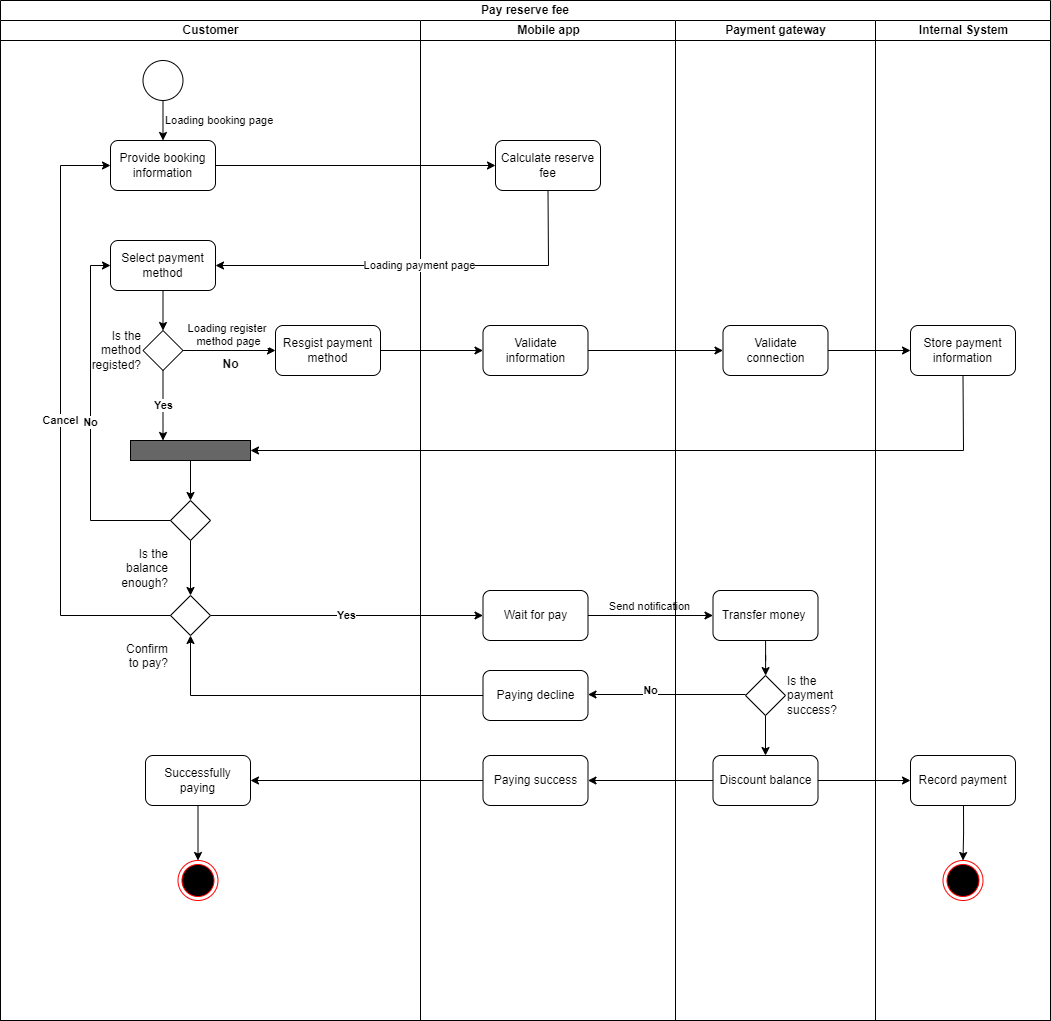 Pay reserve fee
Customer
Mobile app
Payment gateway
Internal System
Loading booking page
Provide booking
information
Calculate reserve
fee
Select payment
method
Loading payment page
Is the
method
registed?
Loading register
method page
No
Resgist payment
method
Validate
information
Validate
connection
Store payment
information
Yes
Cancel
No
Is the
balance
enough?
Yes
Wait for pay
Send notification
Transfer money
Confirm
to pay?
Paying decline
No
Is the
payment
success?
Successfully
paying
Paying success
Discount balance
Record payment